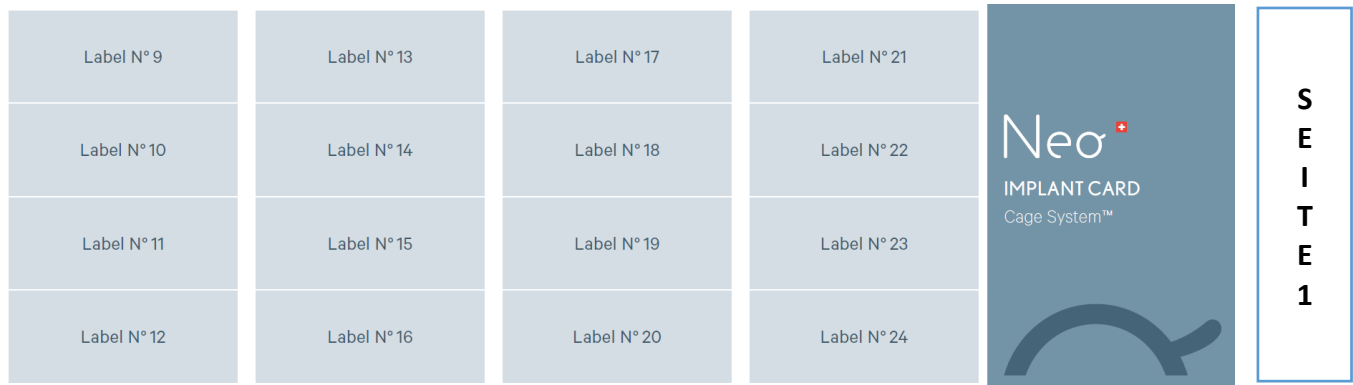 Label N° 9
Label N° 10
Label N° 11
Label N° 12
Label N° 13
Label N° 14
Label N° 15
Label N° 16
Label N° 17
Label N° 18
Label N° 19
Label N° 20
Label N° 21
Label N° 22
Label N° 23
Label N° 24
Neo
IMPLANT CARD
Cage System™
SEITE1